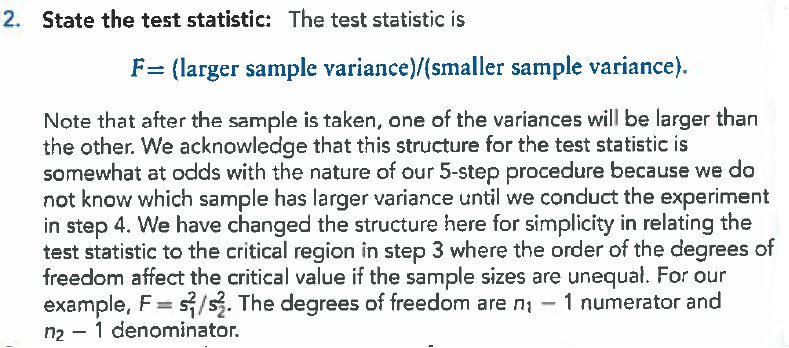 2. State the test statistic: The test statistic is
F= (larger sample variance)/(smaller sample variance).
Note that after the sample is taken, one of the variances will be larger than
the other. We acknowledge that this structure for the test statistic is
somewhat at odds with the nature of our 5-step procedure because we do
not know which sample has larger variance until we conduct the experiment
in step 4. We have changed the structure here for simplicity in relating the
test statistic to the critical region in step 3 where the order of the degrees of
freedom affect the critical value if the sample sizes are unequal. For our
example, F = s₁²/s₂². The degrees of freedom are n₁ − 1 numerator and
n₂ − 1 denominator.